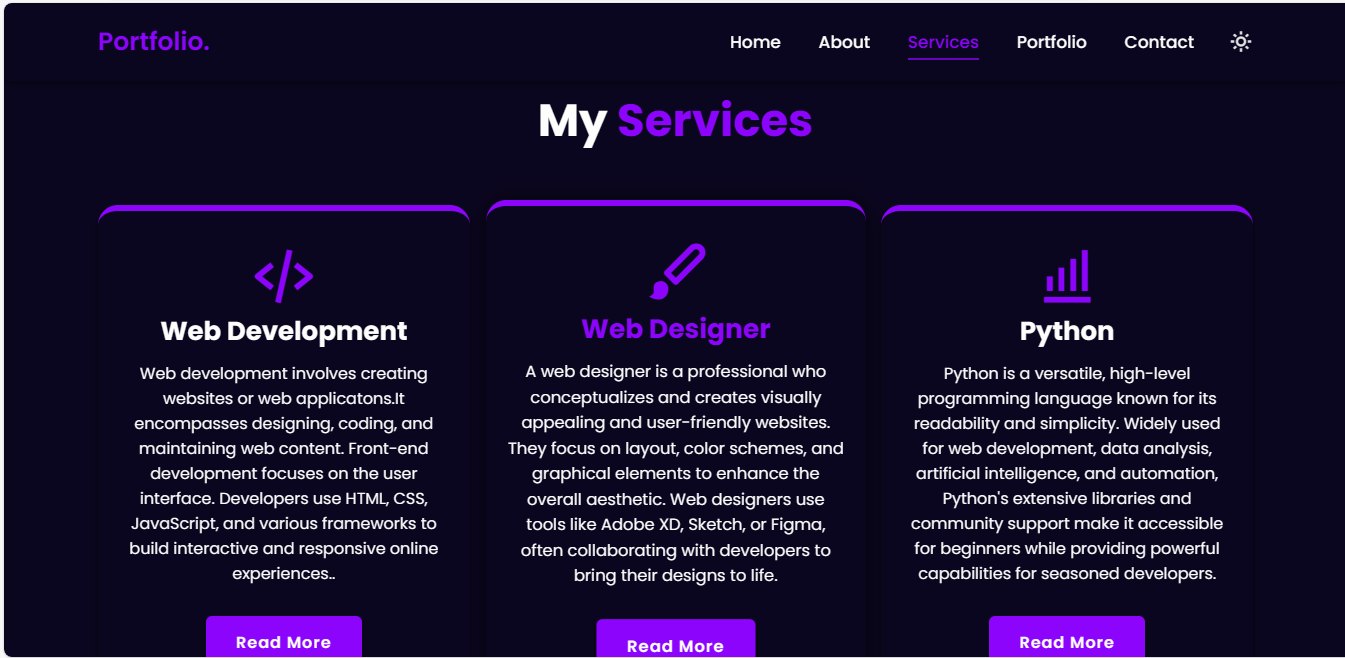 Portfolio.
Home About Services Portfolio Contact
My Services
Web Development
Web development involves creating
websites or web applicatons.It
encompasses designing, coding, and
maintaining web content. Front-end
development focuses on the user
interface. Developers use HTML, CSS,
JavaScript, and various frameworks to
build interactive and responsive online
experiences..
Read More
Web Designer
A web designer is a professional who
conceptualizes and creates visually
appealing and user-friendly websites.
They focus on layout, color schemes, and
graphical elements to enhance the
overall aesthetic. Web designers use
tools like Adobe XD, Sketch, or Figma,
often collaborating with developers to
bring their designs to life.
Read More
Python
Python is a versatile, high-level
programming language known for its
readability and simplicity. Widely used
for web development, data analysis,
artificial intelligence, and automation,
Python's extensive libraries and
community support make it accessible
for beginners while providing powerful
capabilities for seasoned developers.
Read More